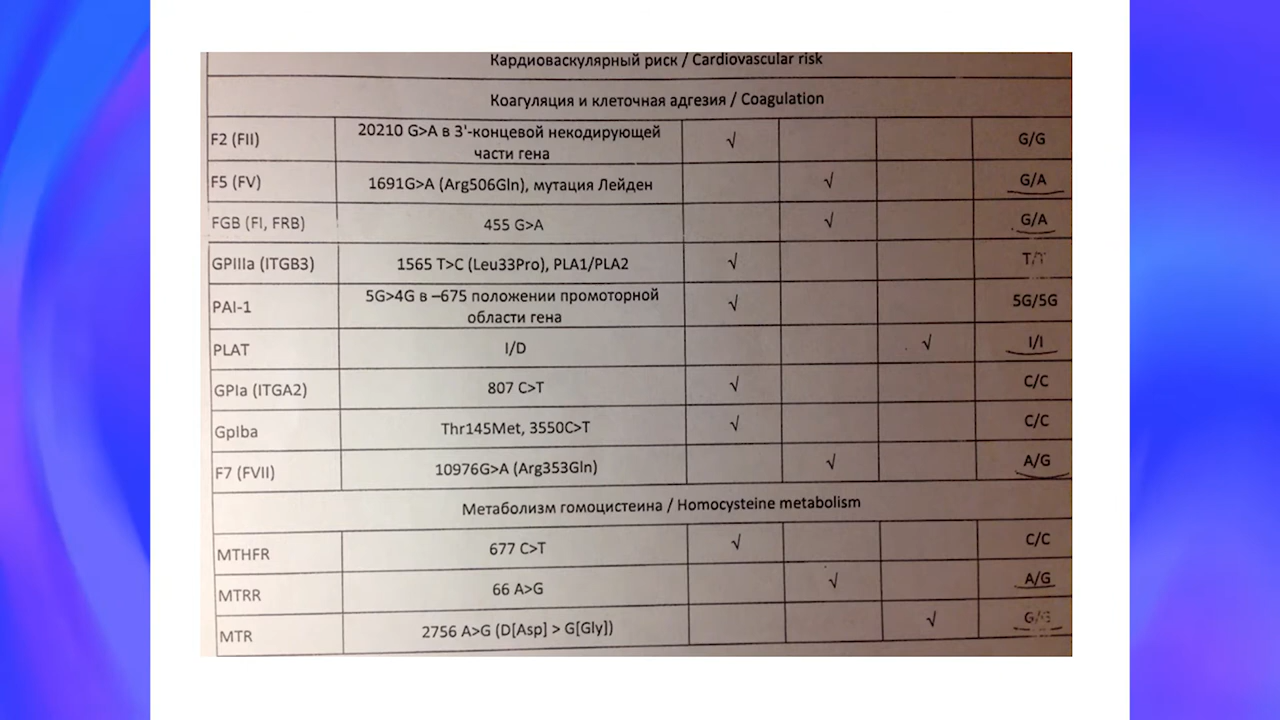 Кардиоваскулярный риск / Cardiovascular risk
Коагуляция и клеточная адгезия / Coagulation
F2 (FII) 20210 G>A в 3'-концевой некодирующей части гена √ G/G
F5 (FV) 1691G>A (Arg506Gln), мутация Лейден √ G/A
FGB (FI, FRB) 455 G>A √ G/A
GPIIIa (ITGB3) 1565 T>C (Leu33Pro), PLA1/PLA2 √ T/T
PAI-1 5G>4G в –675 положении промоторной области гена √ 5G/5G
PLAT I/D √ I/I
GPIa (ITGA2) 807 C>T √ C/C
GpIba Thr145Met, 3550C>T √ C/C
F7 (FVII) 10976G>A (Arg353Gln) √ A/G
Метаболизм гомоцистеина / Homocysteine metabolism
MTHFR 677 C>T √ C/C
MTRR 66 A>G √ A/G
MTR 2756 A>G (D[Asp] > G[Gly]) √ G/G